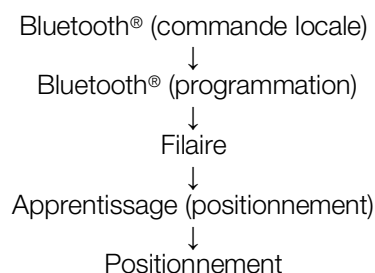 Bluetooth® (commande locale)
↓
Bluetooth® (programmation)
↓
Filaire
↓
Apprentissage (positionnement)
↓
Positionnement